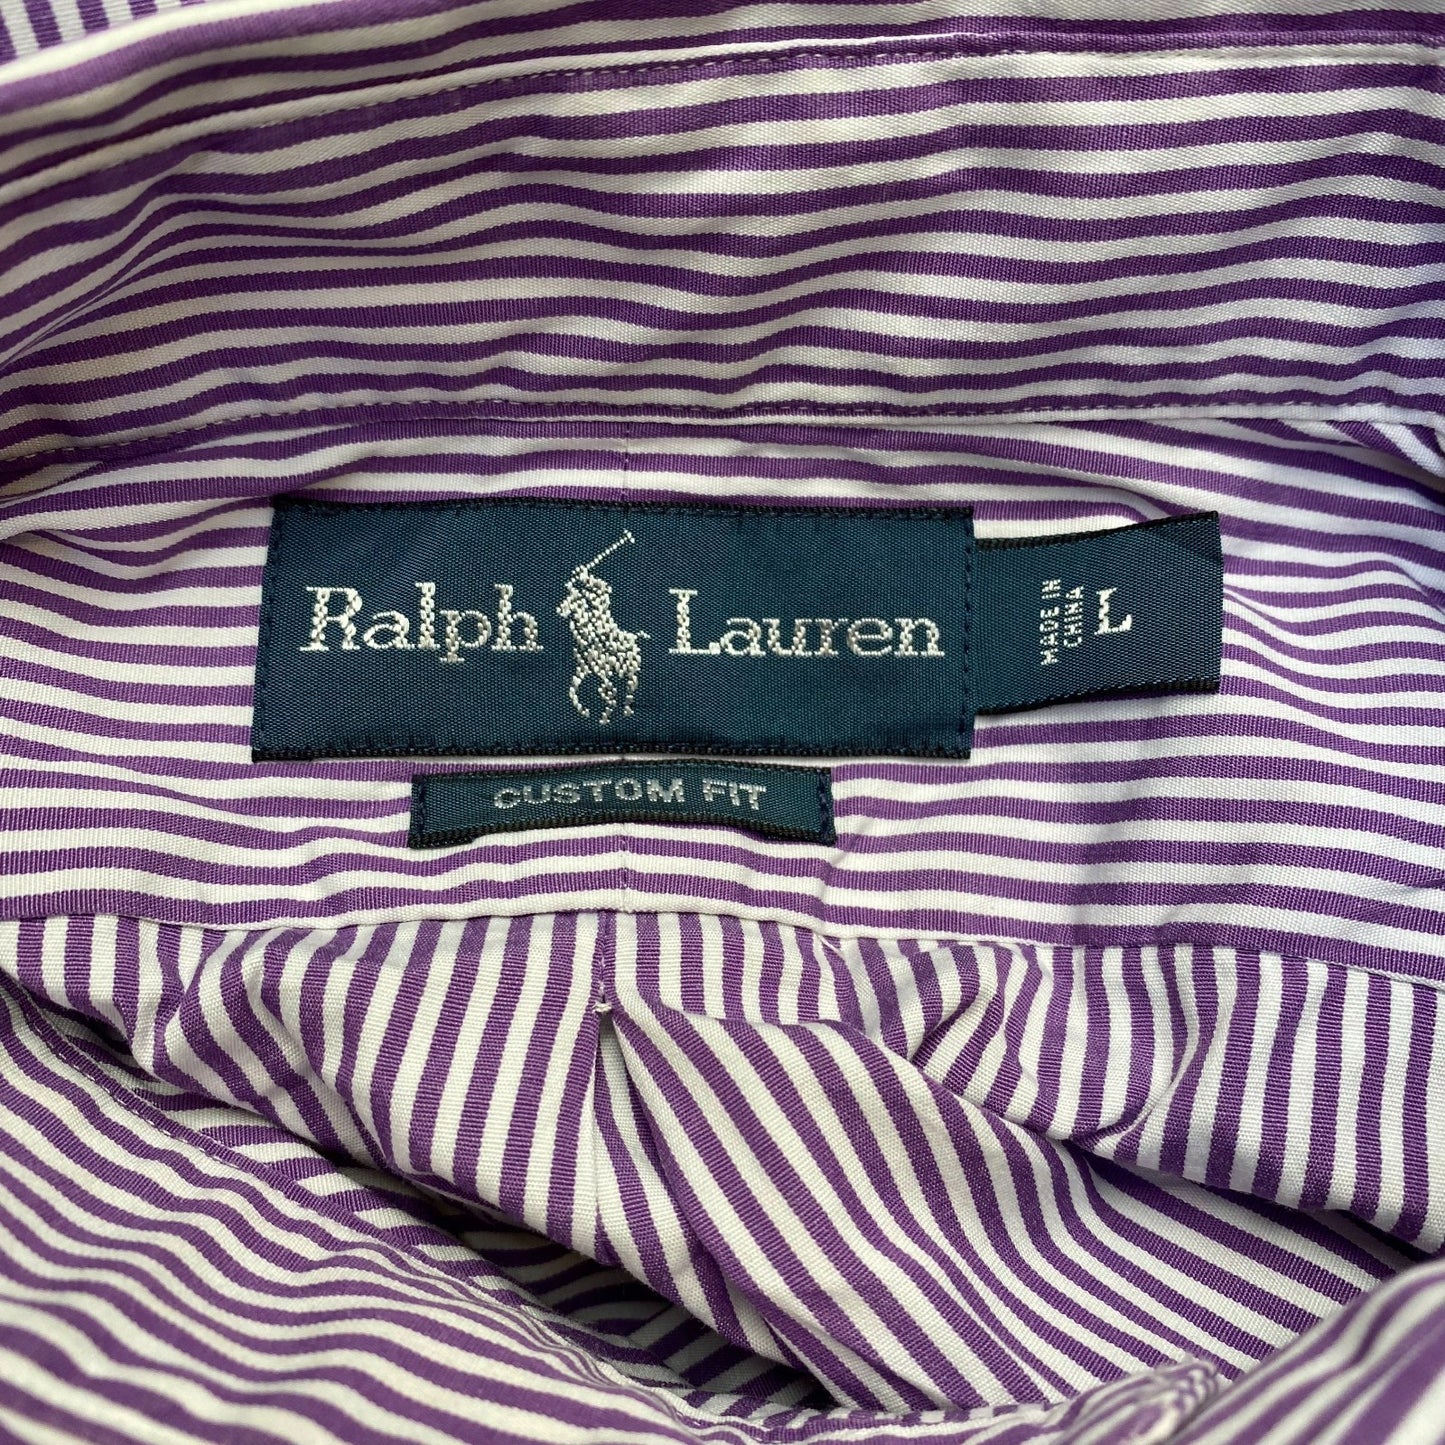 Ralph Lauren
MADE IN
CHINA
L
CUSTOM FIT